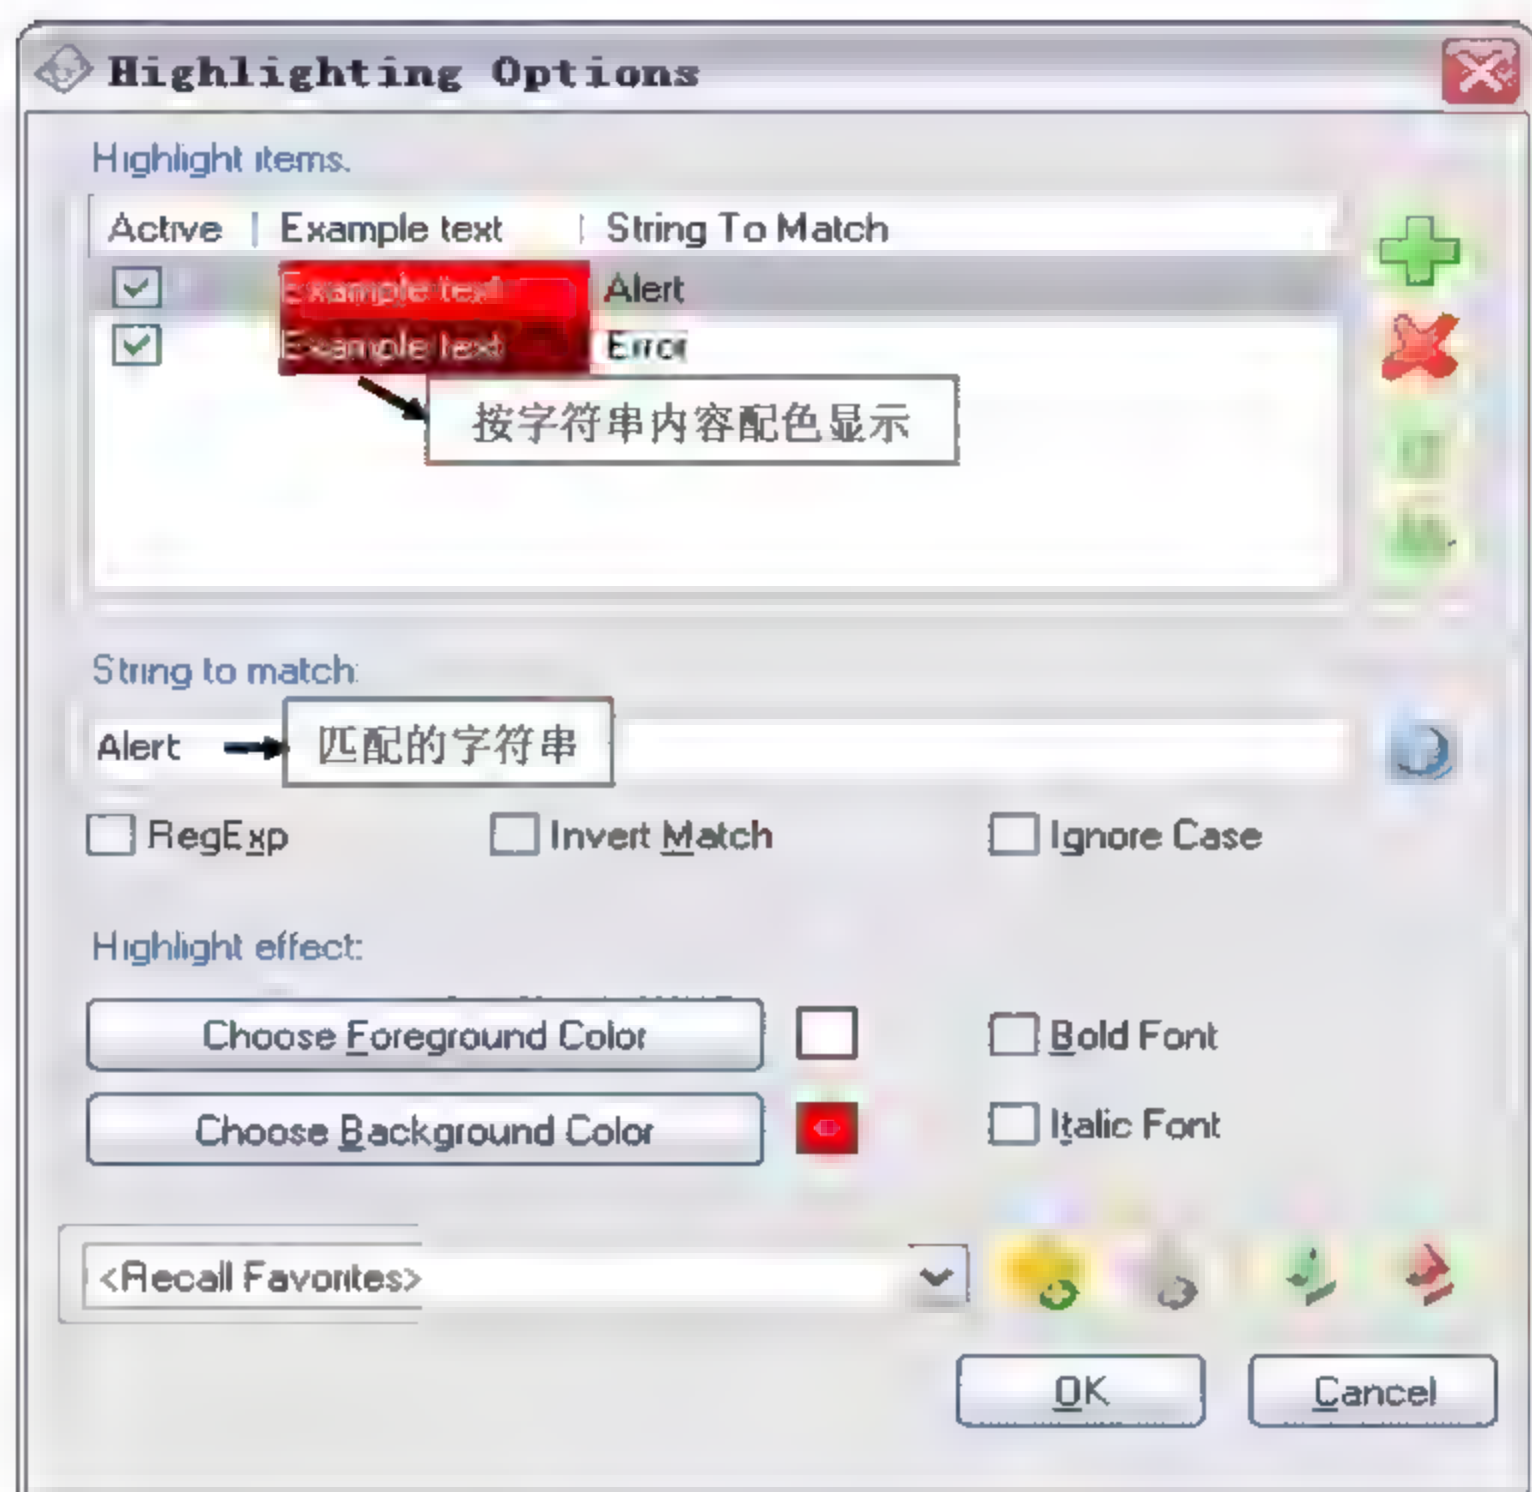 Highlighting Options
Highlight items.
Active | Example text | String To Match
Example text Alert
Example text Error
按字符串内容配色显示
String to match:
Alert 匹配的字符串
RegExp Invert Match Ignore Case
Highlight effect:
Choose Foreground Color Bold Font
Choose Background Color Italic Font
<Recall Favorites>
OK Cancel